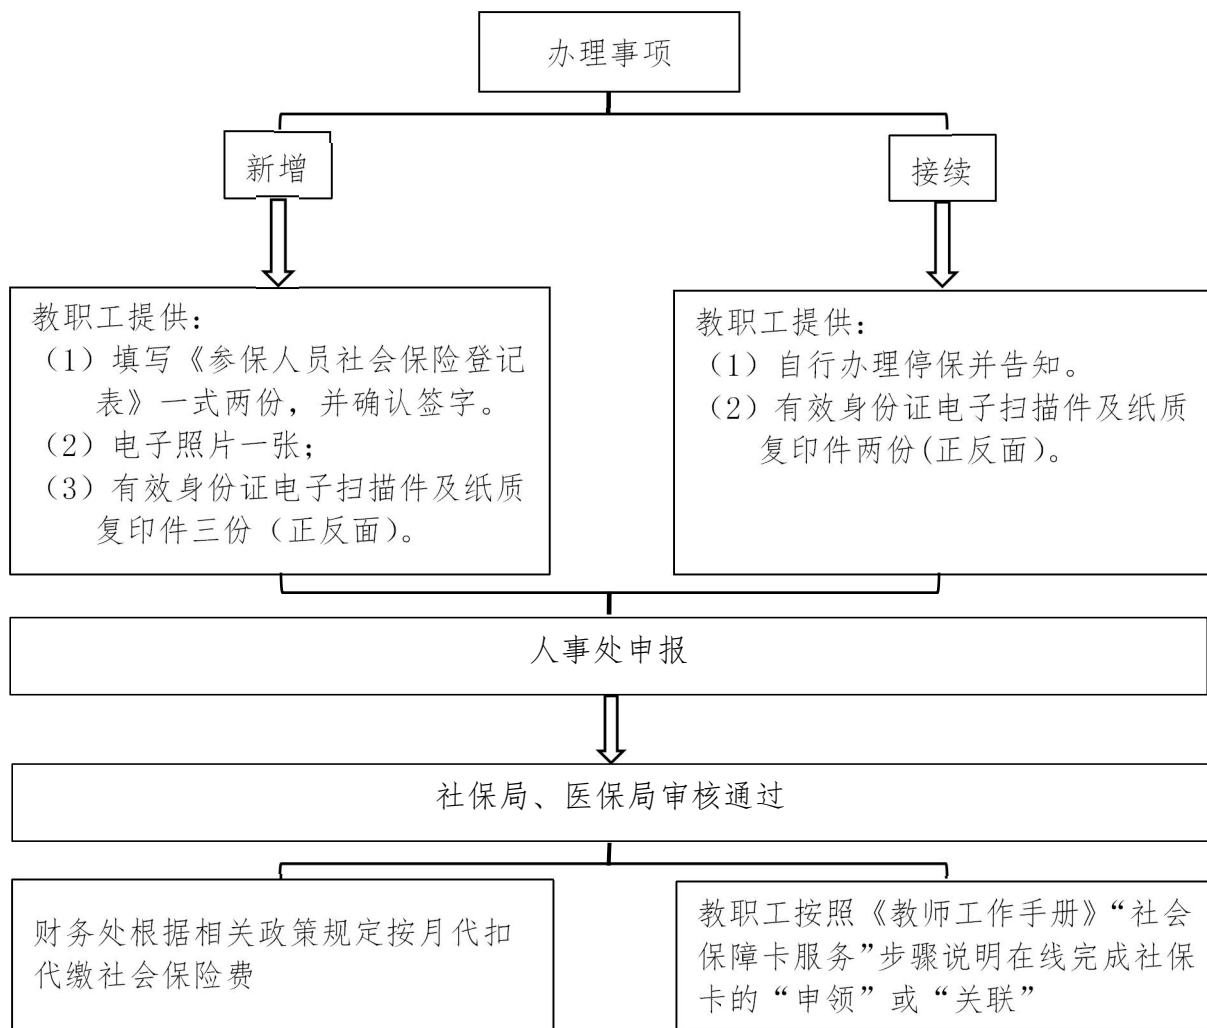 办理事项
新增
接续
教职工提供：
（1）填写《参保人员社会保险登记
表》一式两份，并确认签字。
（2）电子照片一张；
（3）有效身份证电子扫描件及纸质
复印件三份（正反面）。
教职工提供：
（1）自行办理停保并告知。
（2）有效身份证电子扫描件及纸质
复印件两份(正反面）。
人事处申报
社保局、医保局审核通过
财务处根据相关政策规定按月代扣
代缴社会保险费
教职工按照《教师工作手册》“社会
保障卡服务”步骤说明在线完成社保
卡的“申领”或“关联”